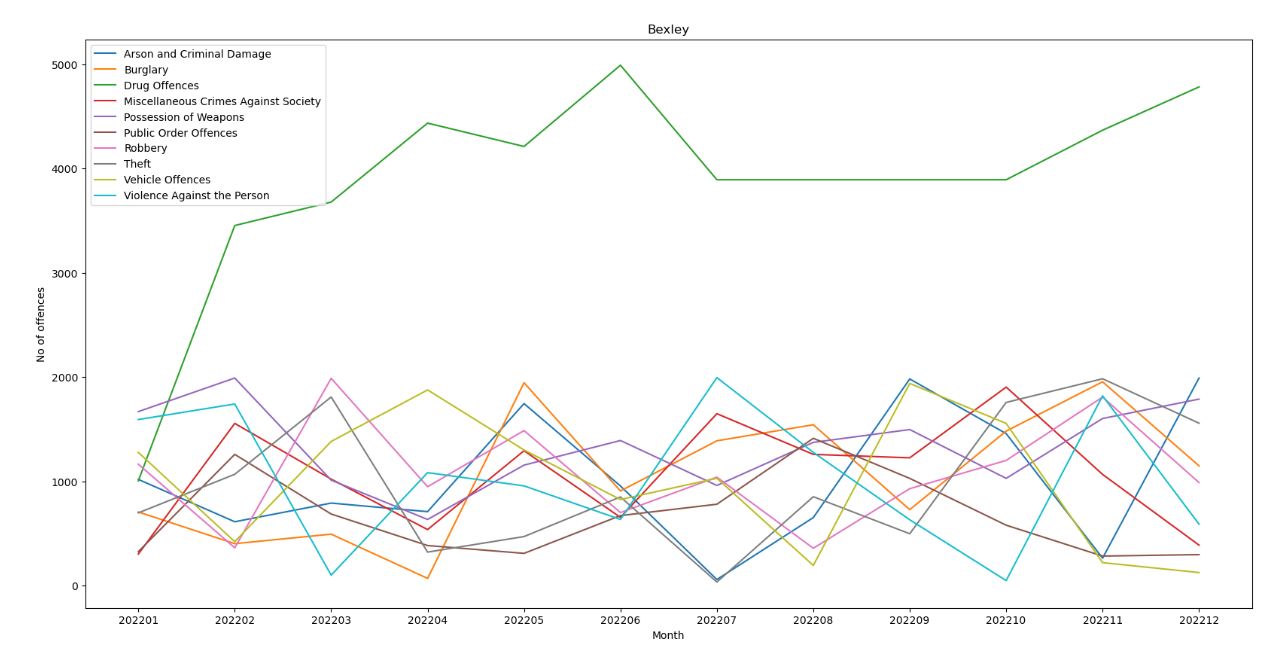 Bexley
Arson and Criminal Damage
Burglary
Drug Offences
Miscellaneous Crimes Against Society
Possession of Weapons
Public Order Offences
Robbery
Theft
Vehicle Offences
Violence Against the Person
5000
4000
3000
2000
1000
0
No of offences
202201 202202 202203 202204 202205 202206 202207 202208 202209 202210 202211 202212
Month